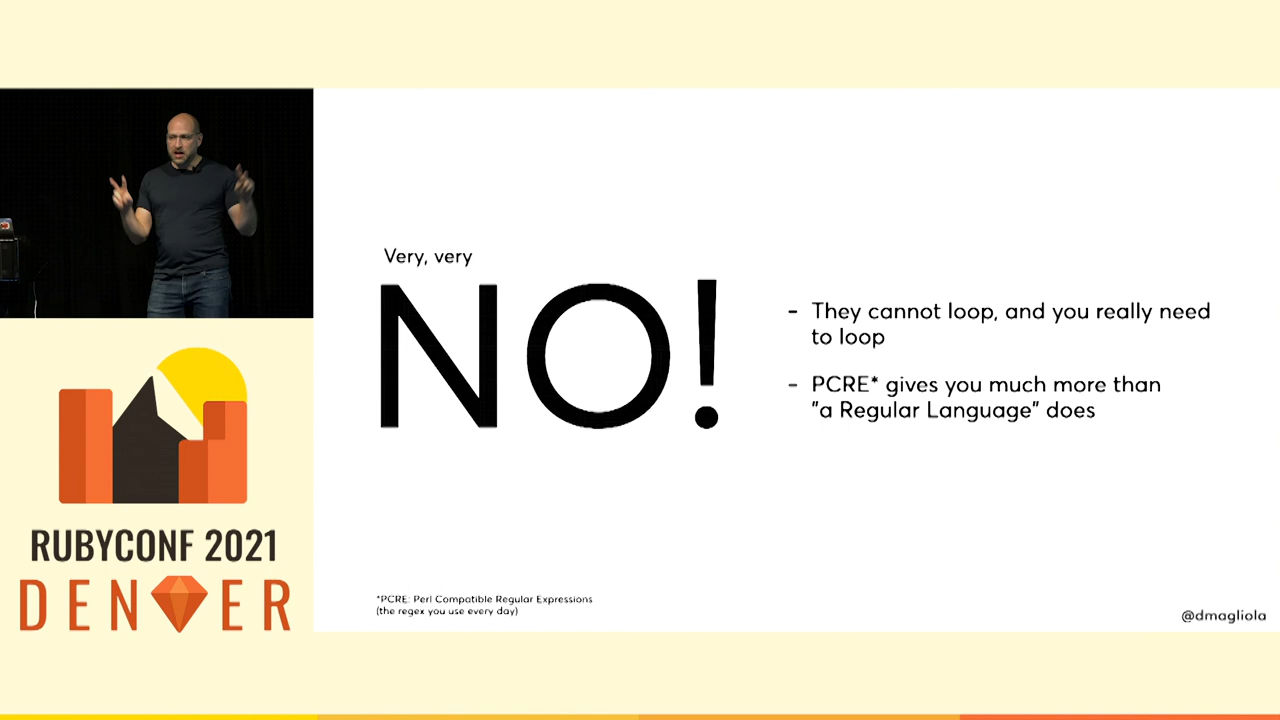 Very, very
NO!
- They cannot loop, and you really need
to loop
- PCRE* gives you much more than
"a Regular Language" does
*PCRE: Perl Compatible Regular Expressions
(the regex you use every day)
@dmagliola
RUBYCONF 2021
DENVER